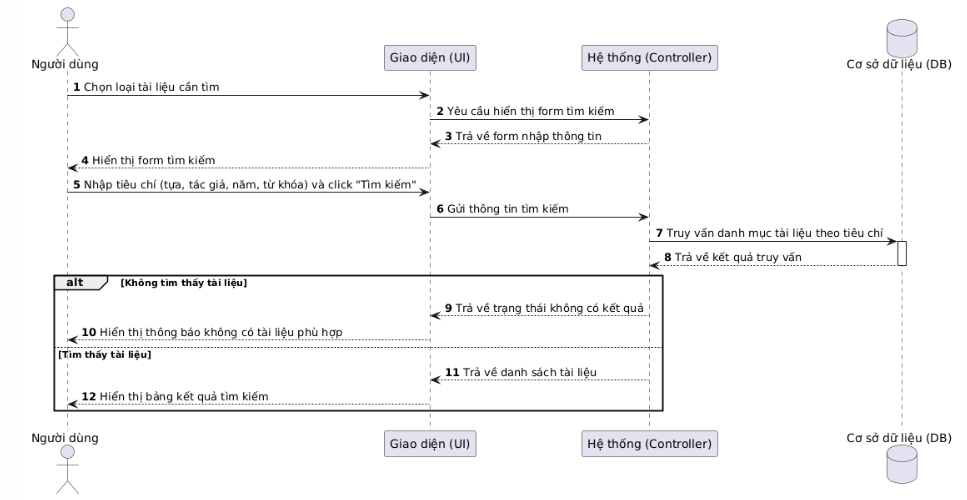 Người dùng
Giao diện (UI)
Hệ thống (Controller)
Cơ sở dữ liệu (DB)
1 Chọn loại tài liệu cần tìm
2 Yêu cầu hiển thị form tìm kiếm
3 Trả về form nhập thông tin
4 Hiển thị form tìm kiếm
5 Nhập tiêu chí (tựa, tác giả, năm, từ khóa) và click "Tìm kiếm"
6 Gửi thông tin tìm kiếm
7 Truy vấn danh mục tài liệu theo tiêu chí
8 Trả về kết quả truy vấn
alt [Không tìm thấy tài liệu]
9 Trả về trạng thái không có kết quả
10 Hiển thị thông báo không có tài liệu phù hợp
[Tìm thấy tài liệu]
11 Trả về danh sách tài liệu
12 Hiển thị bảng kết quả tìm kiếm
Người dùng
Giao diện (UI)
Hệ thống (Controller)
Cơ sở dữ liệu (DB)